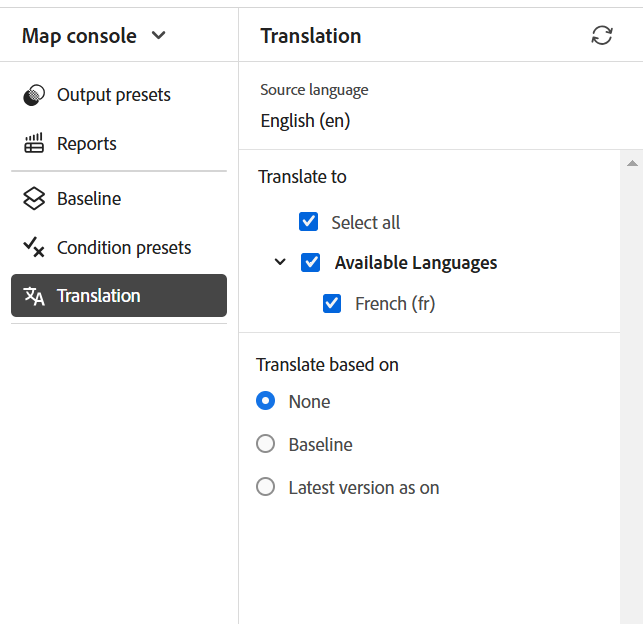 Map console
Output presets
Reports
Baseline
Condition presets
Translation
Translation
Source language
English (en)
Translate to
Select all
Available Languages
French (fr)
Translate based on
None
Baseline
Latest version as on